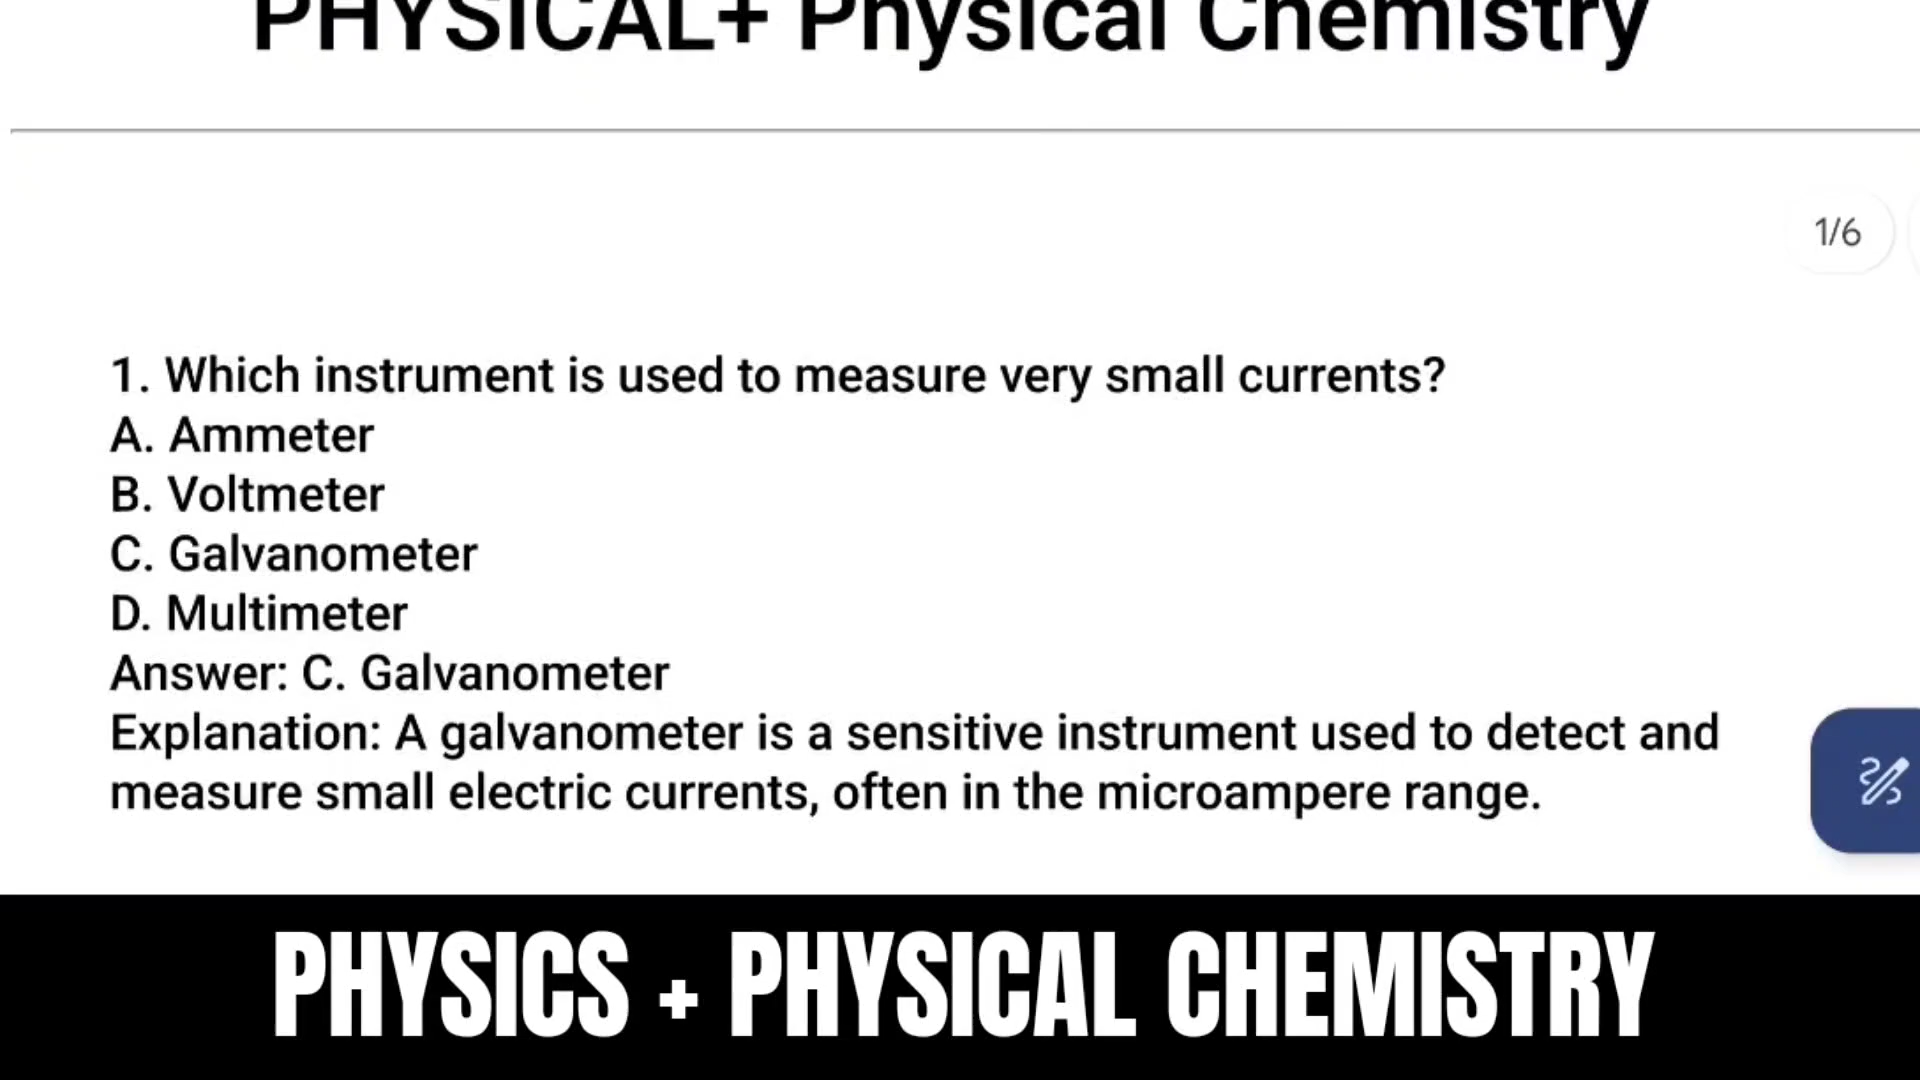 PHYSICAL+ Physical Chemistry
1/6
1. Which instrument is used to measure very small currents?
A. Ammeter
B. Voltmeter
C. Galvanometer
D. Multimeter
Answer: C. Galvanometer
Explanation: A galvanometer is a sensitive instrument used to detect and
measure small electric currents, often in the microampere range.
PHYSICS + PHYSICAL CHEMISTRY